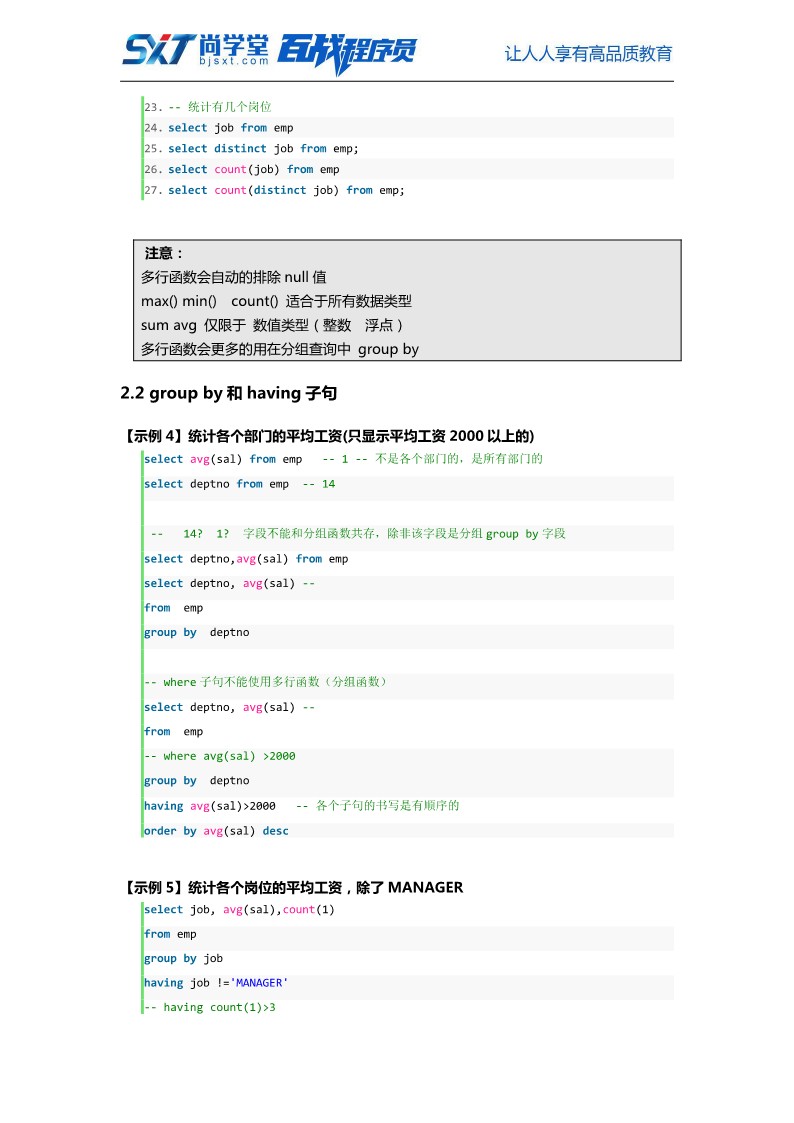 SXT 尚学堂 百战程序员
bjsxt.com
让人人享有高品质教育
23. -- 统计有几个岗位
24. select job from emp
25. select distinct job from emp;
26. select count(job) from emp
27. select count(distinct job) from emp;
注意：
多行函数会自动的排除 null 值
max() min() count() 适合于所有数据类型
sum avg 仅限于 数值类型（整数 浮点）
多行函数会更多的用在分组查询中 group by
2.2 group by 和 having 子句
【示例 4】统计各个部门的平均工资(只显示平均工资 2000 以上的)
select avg(sal) from emp -- 1 -- 不是各个部门的，是所有部门的
select deptno from emp -- 14
-- 14? 1? 字段不能和分组函数共存，除非该字段是分组 group by 字段
select deptno,avg(sal) from emp
select deptno, avg(sal) --
from emp
group by deptno
-- where 子句不能使用多行函数（分组函数）
select deptno, avg(sal) --
from emp
-- where avg(sal) >2000
group by deptno
having avg(sal)>2000 -- 各个子句的书写是有顺序的
order by avg(sal) desc
【示例 5】统计各个岗位的平均工资，除了 MANAGER
select job, avg(sal),count(1)
from emp
group by job
having job !='MANAGER'
-- having count(1)>3